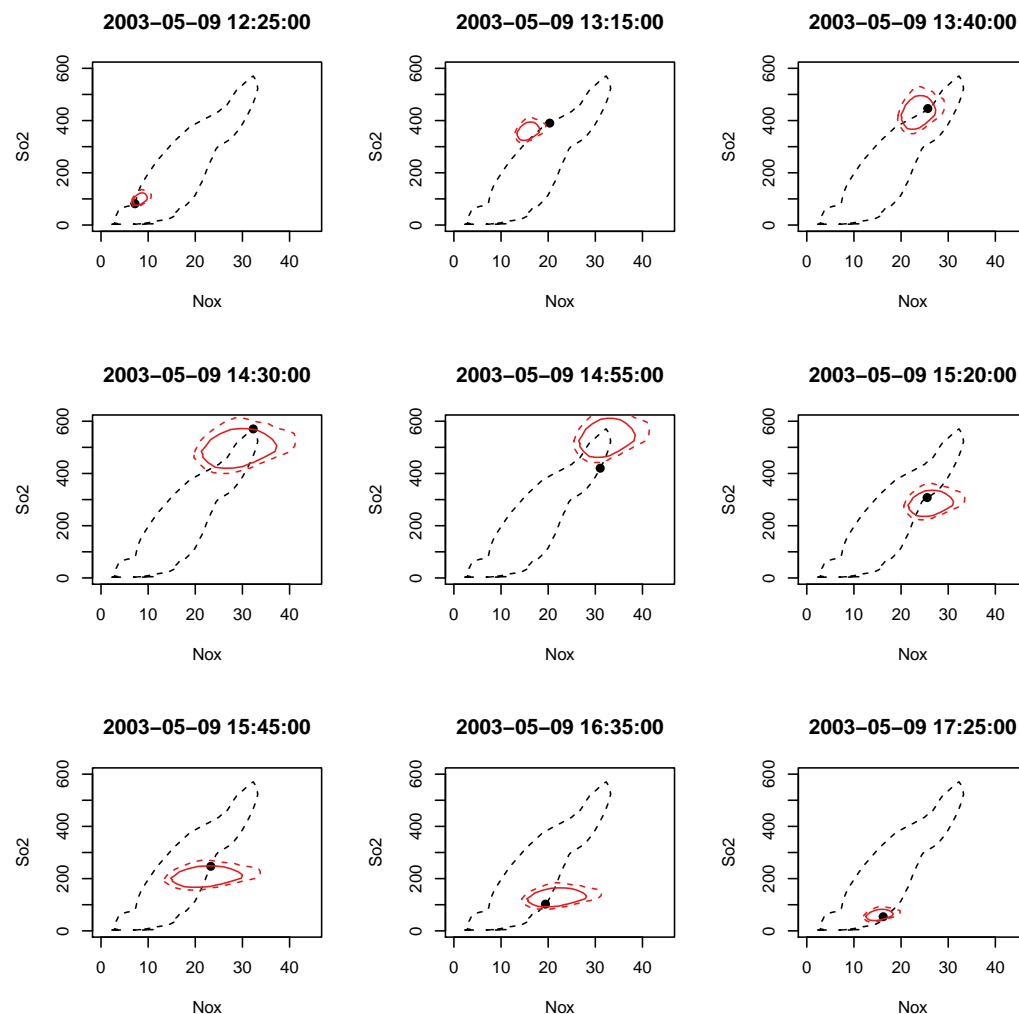 2003−05−09 12:25:00
So2
0 200 400 600
0 10 20 30 40
Nox
2003−05−09 13:15:00
So2
0 200 400 600
0 10 20 30 40
Nox
2003−05−09 13:40:00
So2
0 200 400 600
0 10 20 30 40
Nox
2003−05−09 14:30:00
So2
0 200 400 600
0 10 20 30 40
Nox
2003−05−09 14:55:00
So2
0 200 400 600
0 10 20 30 40
Nox
2003−05−09 15:20:00
So2
0 200 400 600
0 10 20 30 40
Nox
2003−05−09 15:45:00
So2
0 200 400 600
0 10 20 30 40
Nox
2003−05−09 16:35:00
So2
0 200 400 600
0 10 20 30 40
Nox
2003−05−09 17:25:00
So2
0 200 400 600
0 10 20 30 40
Nox